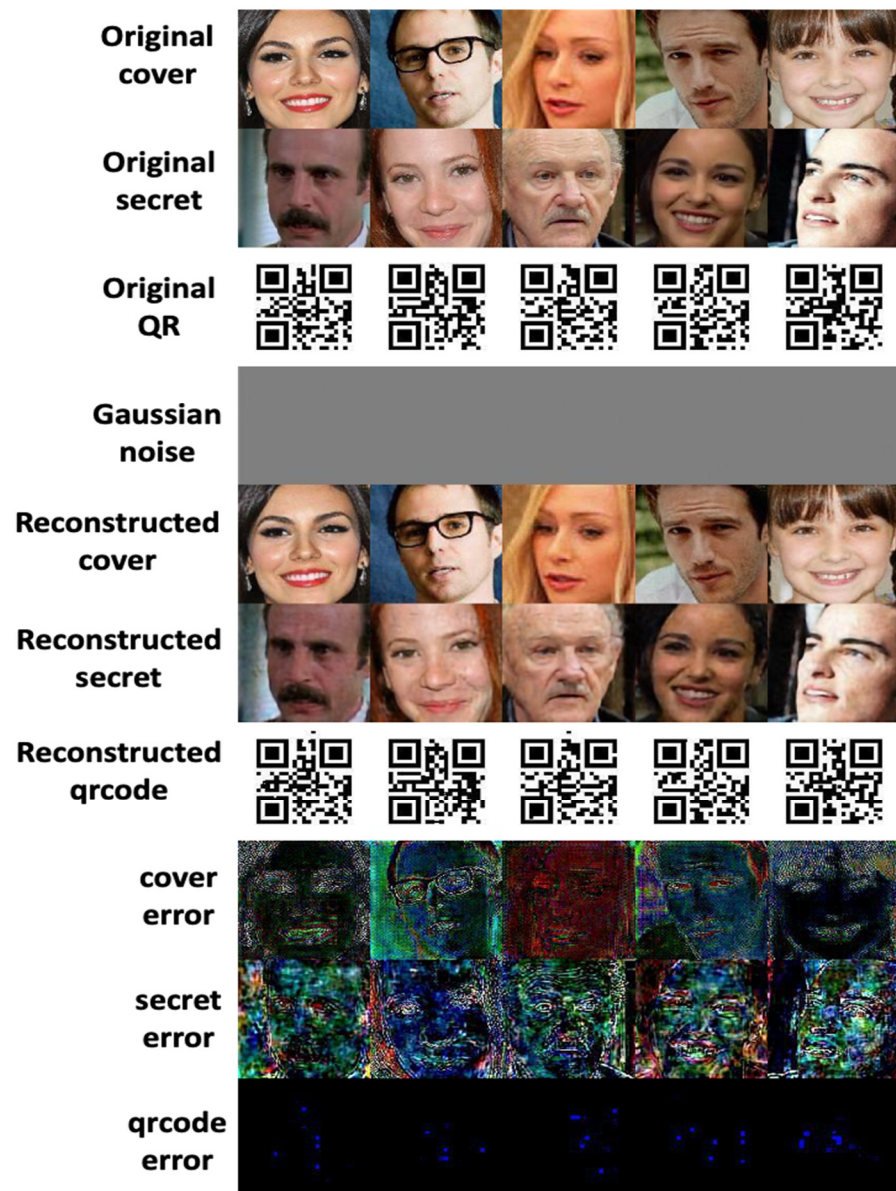 Original
cover
Original
secret
Original
QR
Gaussian
noise
Reconstructed
cover
Reconstructed
secret
Reconstructed
qrcode
cover
error
secret
error
qrcode
error